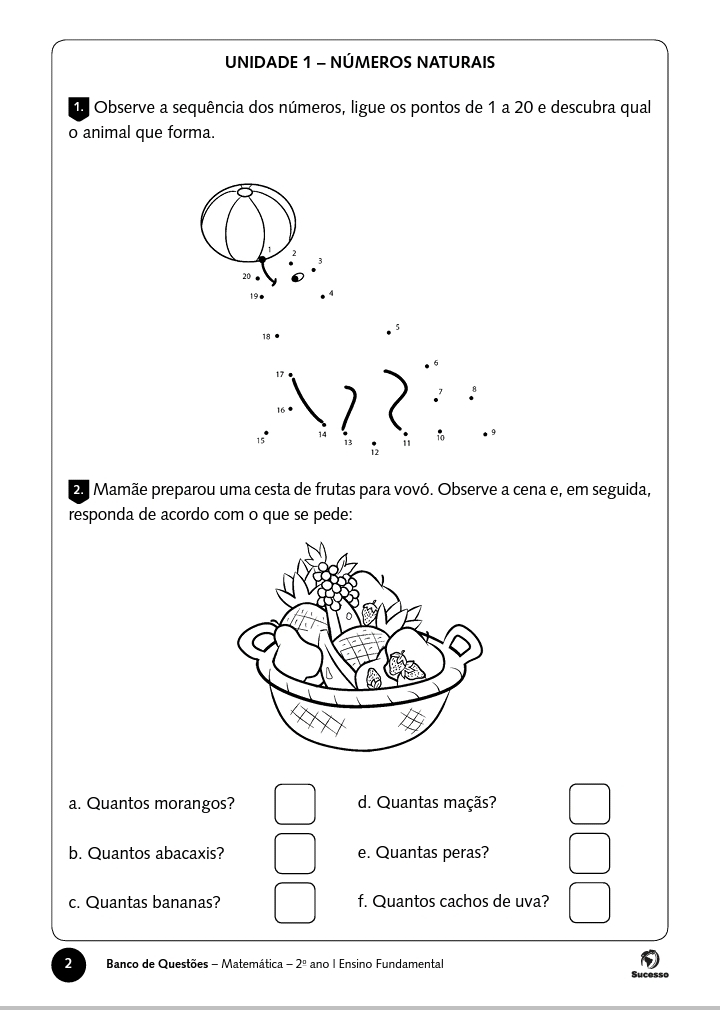 UNIDADE 1 – NÚMEROS NATURAIS
1. Observe a sequência dos números, ligue os pontos de 1 a 20 e descubra qual
o animal que forma.
1
2
3
20
19
4
5
18
6
17
7
8
16
15
14
13
12
11
10
9
2. Mamãe preparou uma cesta de frutas para vovó. Observe a cena e, em seguida,
responda de acordo com o que se pede:
a. Quantos morangos?
d. Quantas maçãs?
b. Quantos abacaxis?
e. Quantas peras?
c. Quantas bananas?
f. Quantos cachos de uva?
2
Banco de Questões – Matemática – 2º ano I Ensino Fundamental
Sucesso